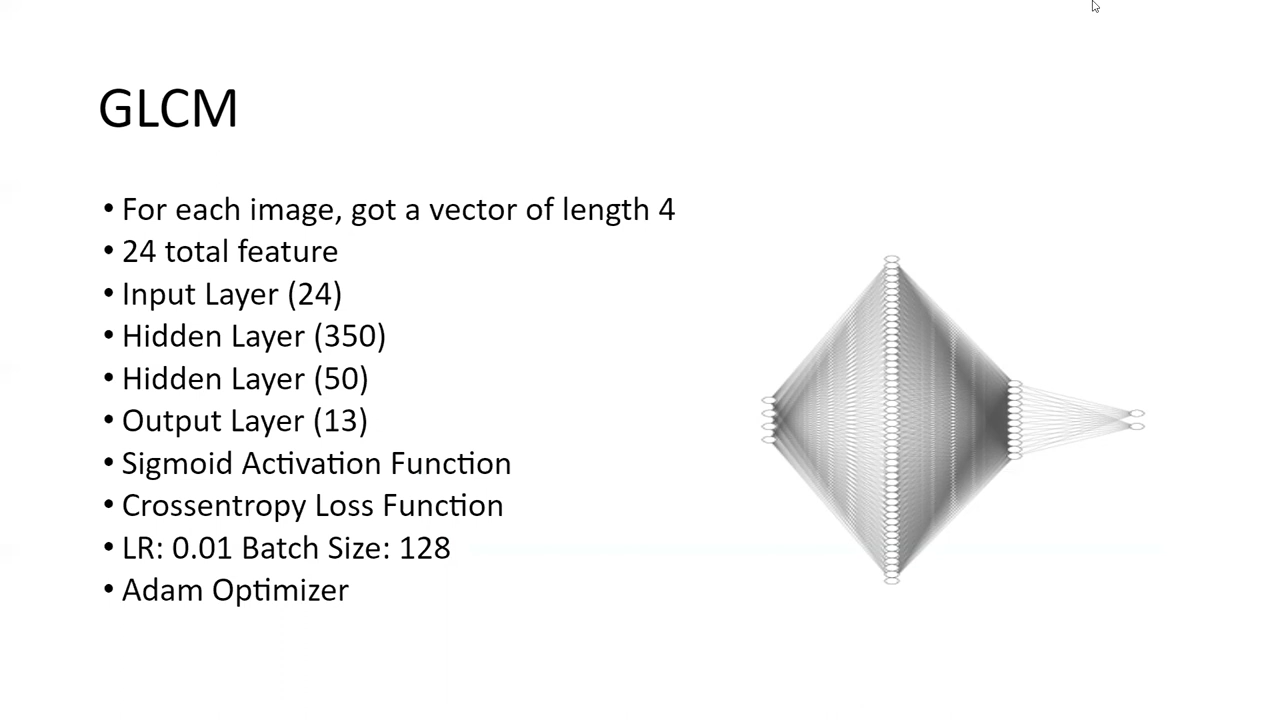 GLCM
• For each image, got a vector of length 4
• 24 total feature
• Input Layer (24)
• Hidden Layer (350)
• Hidden Layer (50)
• Output Layer (13)
• Sigmoid Activation Function
• Crossentropy Loss Function
• LR: 0.01 Batch Size: 128
• Adam Optimizer